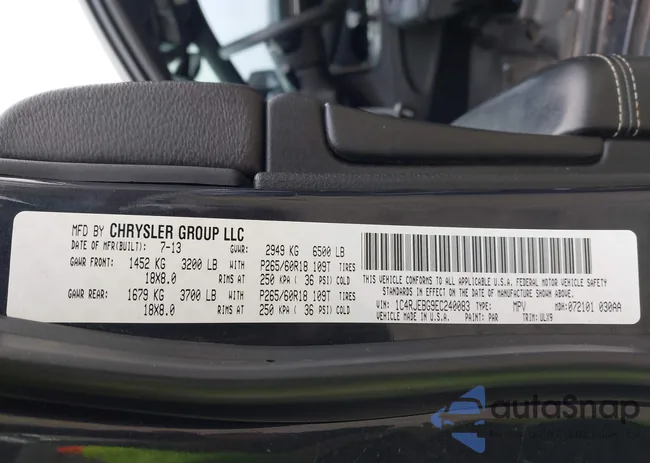 MFD BY CHRYSLER GROUP LLC
DATE OF MFR(BUILT): 7-13 GVWR: 2949 KG 6500 LB
GAWR FRONT: 1452 KG 3200 LB WITH P265/60R18 109T TIRES
18X8.0 RIMS AT 250 KPA ( 36 PSI) COLD
GAWR REAR: 1679 KG 3700 LB WITH P265/60R18 109T TIRES
18X8.0 RIMS AT 250 KPA ( 36 PSI) COLD
THIS VEHICLE CONFORMS TO ALL APPLICABLE U.S.A. FEDERAL MOTOR VEHICLE SAFETY
STANDARDS IN EFFECT ON THE DATE OF MANUFACTURE SHOWN ABOVE.
VIN: 1C4RJEBG9EC240083 TYPE: MPV MDH: 072101 030AA
VEHICLE MADE IN U.S.A. PAINT: PAR TRIM: ULX9
autoSnap